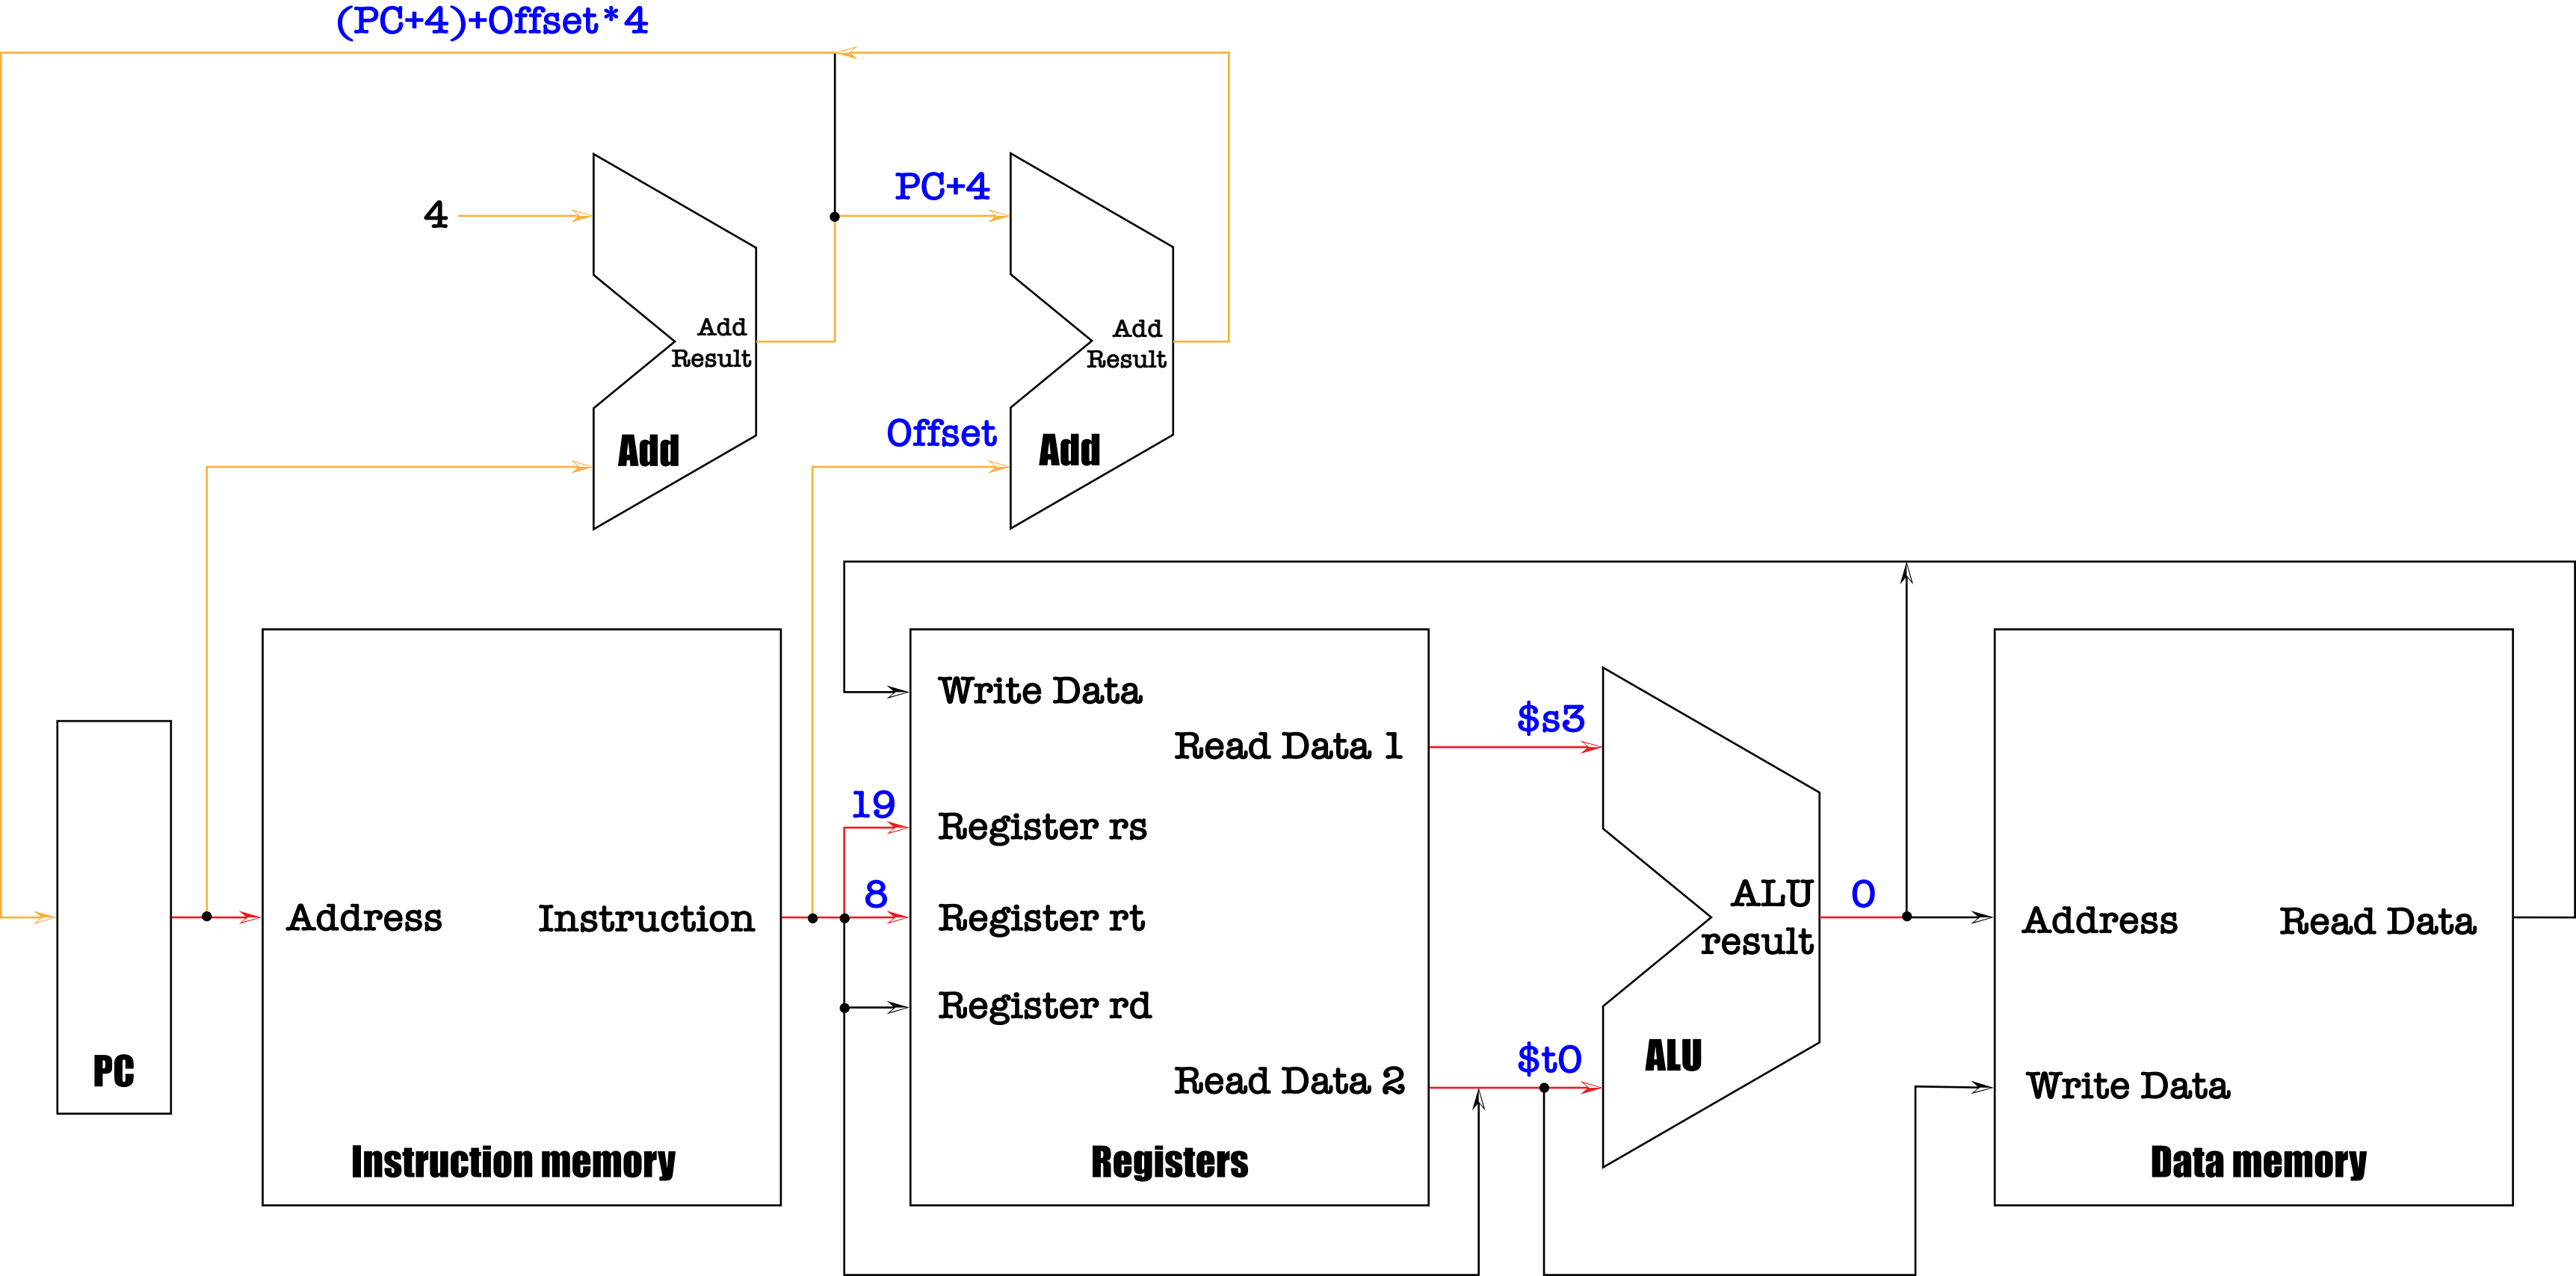 (PC+4)+Offset*4
4
PC+4
Add
Result
Add
Result
Offset
Add
Add
Write Data
$s3
Read Data 1
19
Register rs
8
ALU
result
0
Address
Instruction
Register rt
Address
Read Data
Register rd
$t0
ALU
PC
Read Data 2
Write Data
Instruction memory
Registers
Data memory